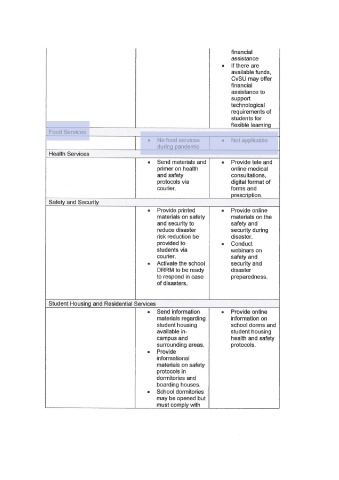 financial
assistance
• If there are
available funds,
CvSU may offer
financial
assistance to
support
technological
requirements of
students for
flexible learning
Food Services
• No food services
during pandemic
• Not applicable
Health Services
• Send materials and
primer on health
and safety
protocols via
courier.
• Provide tele and
online medical
consultations,
digital format of
forms and
prescription.
Safety and Security
• Provide printed
materials on safety
and security to
reduce disaster
risk reduction be
provided to
students via
courier.
• Activate the school
DRRM to be ready
to respond in case
of disasters.
• Provide online
materials on the
safety and
security during
disaster.
• Conduct
webinars on
safety and
security and
disaster
preparedness.
Student Housing and Residential Services
• Send information
materials regarding
student housing
available in-
campus and
surrounding areas.
• Provide
informational
materials on safety
protocols in
dormitories and
boarding houses.
• School dormitories
may be opened but
must comply with
• Provide online
information on
school dorms and
student housing
health and safety
protocols.